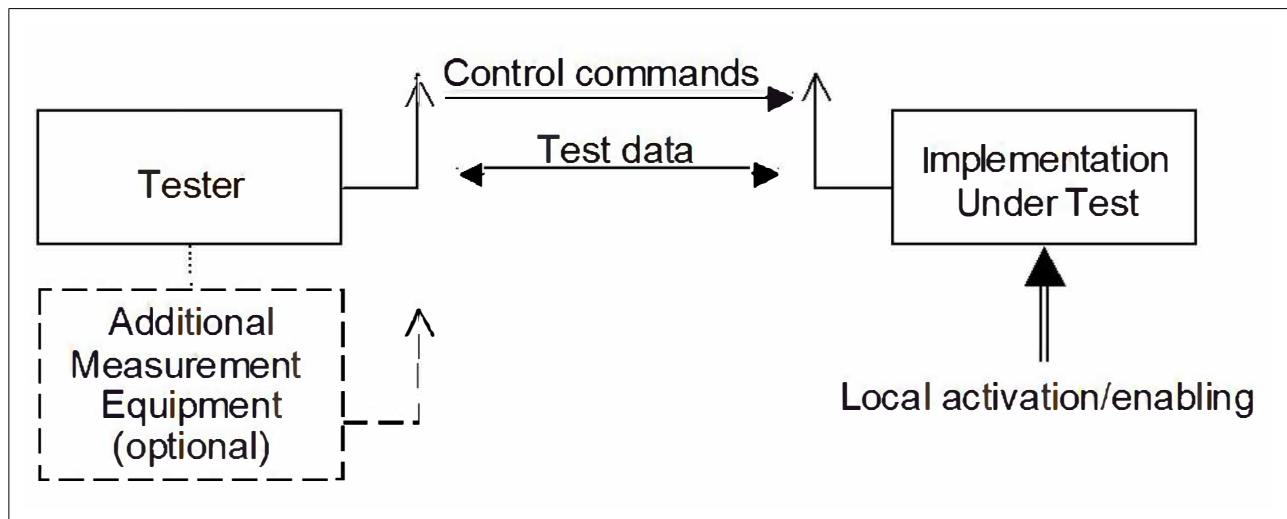 Control commands
Test data
Tester
Implementation
Under Test
Additional
Measurement
Equipment
(optional)
Local activation/enabling